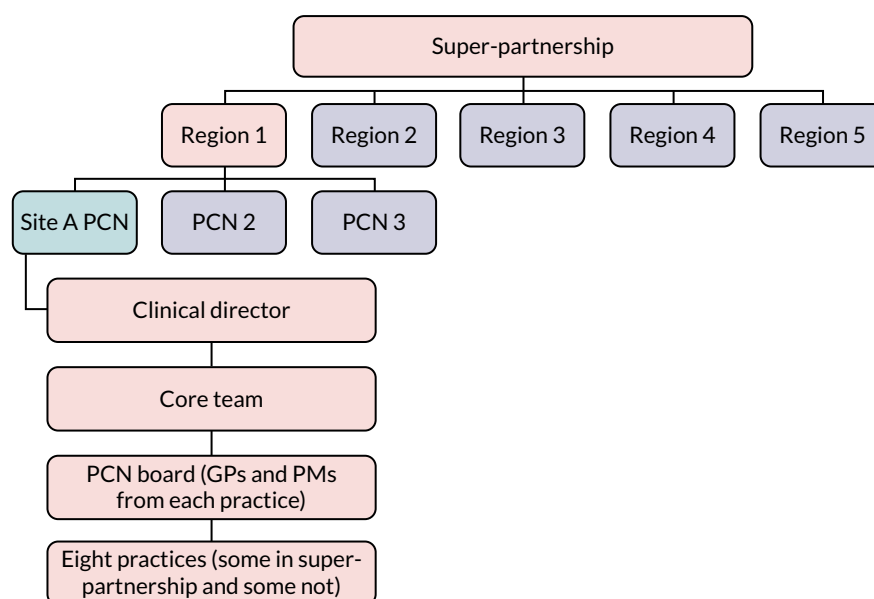 Super-partnership
Region 1
Region 2
Region 3
Region 4
Region 5
Site A PCN
PCN 2
PCN 3
Clinical director
Core team
PCN board (GPs and PMs
from each practice)
Eight practices (some in super-
partnership and some not)